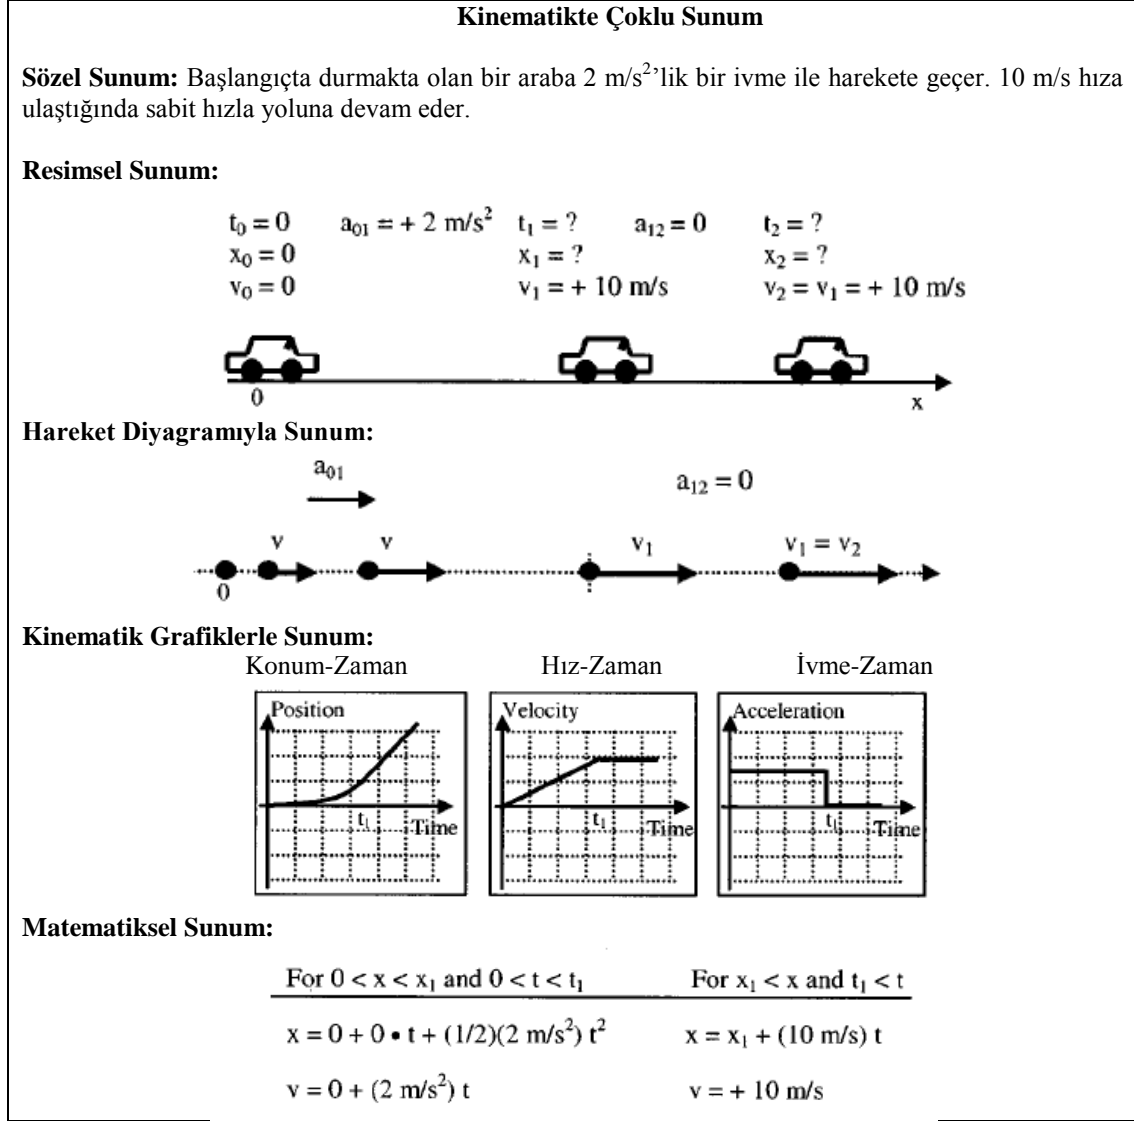 Kinematikte Çoklu Sunum
Sözel Sunum: Başlangıçta durmakta olan bir araba 2 m/s²’lik bir ivme ile harekete geçer. 10 m/s hıza
ulaştığında sabit hızla yoluna devam eder.
Resimsel Sunum:
t₀ = 0 a₀₁ = + 2 m/s² t₁ = ? a₁₂ = 0 t₂ = ?
x₀ = 0 x₁ = ? x₂ = ?
v₀ = 0 v₁ = + 10 m/s v₂ = v₁ = + 10 m/s
0 x
Hareket Diyagramıyla Sunum:
a₀₁ a₁₂ = 0
v v v₁ v₁ = v₂
0
Kinematik Grafiklerle Sunum:
Konum-Zaman Hız-Zaman İvme-Zaman
Position Velocity Acceleration
t₁ Time t₁ Time t₁ Time
Matematiksel Sunum:
For 0 < x < x₁ and 0 < t < t₁ For x₁ < x and t₁ < t
x = 0 + 0 • t + (1/2)(2 m/s²) t² x = x₁ + (10 m/s) t
v = 0 + (2 m/s²) t v = + 10 m/s